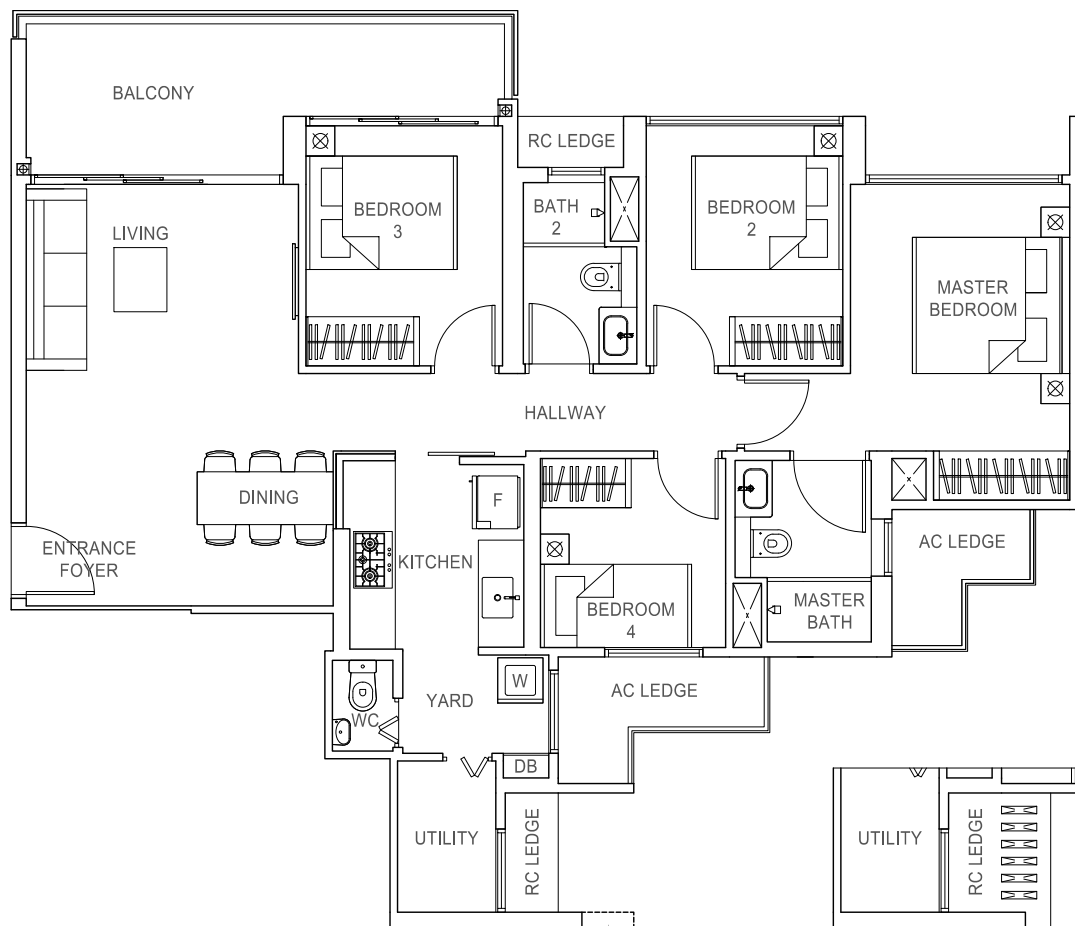 BALCONY
RC LEDGE
BATH
2
BEDROOM
3
BEDROOM
2
LIVING
MASTER
BEDROOM
HALLWAY
DINING
F
ENTRANCE
FOYER
KITCHEN
AC LEDGE
BEDROOM
4
MASTER
BATH
W
AC LEDGE
YARD
WC
DB
UTILITY
RC LEDGE
UTILITY
RC LEDGE